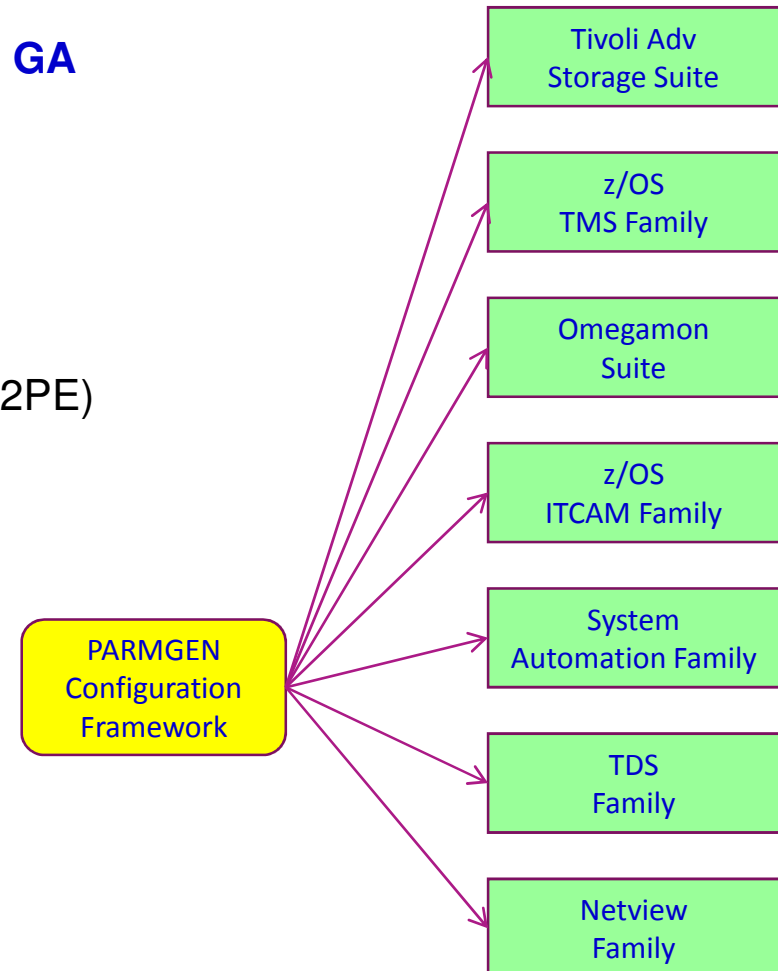 GA
2PE)
PARMGEN
Configuration
Framework
Tivoli Adv
Storage Suite
z/OS
TMS Family
Omegamon
Suite
z/OS
ITCAM Family
System
Automation Family
TDS
Family
Netview
Family